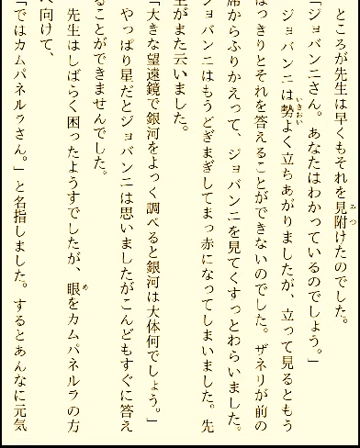 ところが先生は早くもそれを見附けたのでした。
「ジョバンニさん。あなたはわかっているのでしょう。」
ジョバンニは勢よく立ちあがりましたが、立って見るともう
はっきりとそれを答えることができないのでした。ザネリが前の
席からふりかえって、ジョバンニを見てくすっとわらいました。
ジョバンニはもうどぎまぎしてまっ赤になってしまいました。先
生がまた云いました。
「大きな望遠鏡で銀河をよっく調べると銀河は大体何でしょう。」
やっぱり星だとジョバンニは思いましたがこんどもすぐに答え
ることができませんでした。
先生はしばらく困ったようすでしたが、眼をカムパネルラの方
へ向けて、
「ではカムパネルラさん。」と名指しました。するとあんなに元気